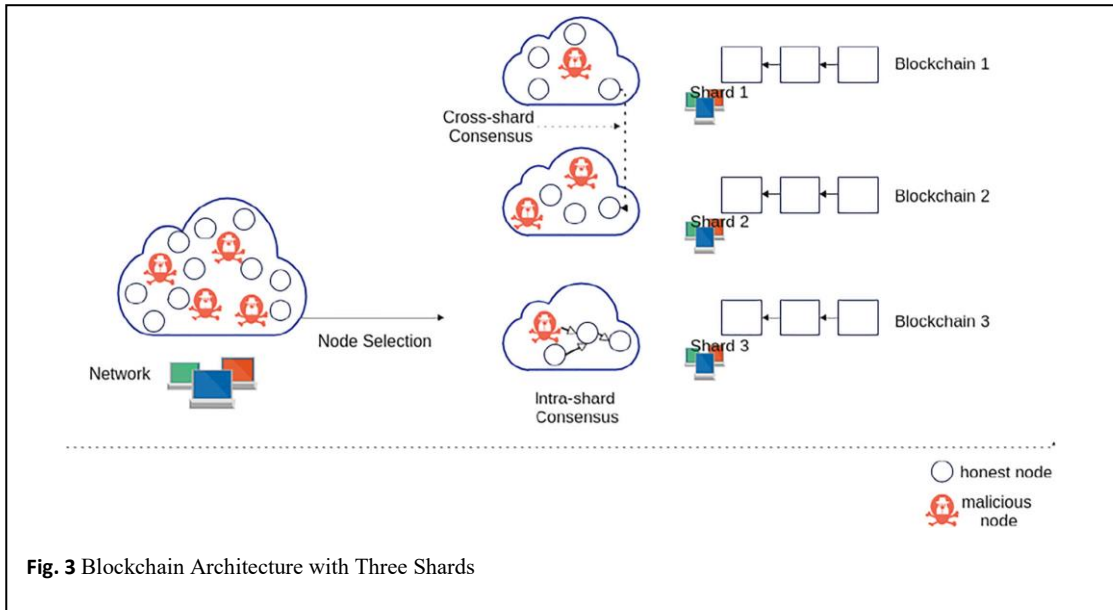 Cross-shard
Consensus
Shard 1
Blockchain 1
Shard 2
Blockchain 2
Network
Node Selection
Intra-shard
Consensus
Shard 3
Blockchain 3
honest node
malicious
node
Fig. 3 Blockchain Architecture with Three Shards